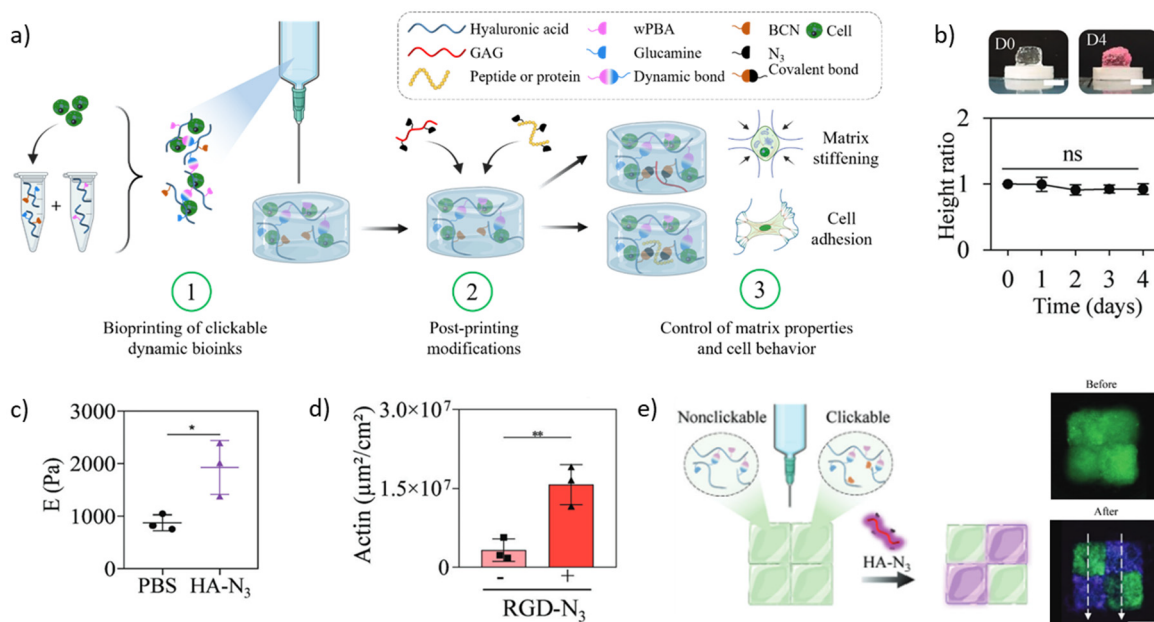 a)
Hyaluronic acid
GAG
Peptide or protein
wPBA
Glucamine
Dynamic bond
BCN
Cell
N₃
Covalent bond
+
1
Bioprinting of clickable
dynamic bioinks
2
Post-printing
modifications
Matrix
stiffening
Cell
adhesion
3
Control of matrix properties
and cell behavior
b)
D0
D4
Height ratio
2
1
0
ns
0 1 2 3 4
Time (days)
c)
E (Pa)
3000
2000
1000
0
*
PBS HA-N₃
d)
Actin (µm²/cm²)
3.0×10⁷
1.5×10⁷
0
**
- +
RGD-N₃
e)
Nonclickable
Clickable
HA-N₃
Before
After